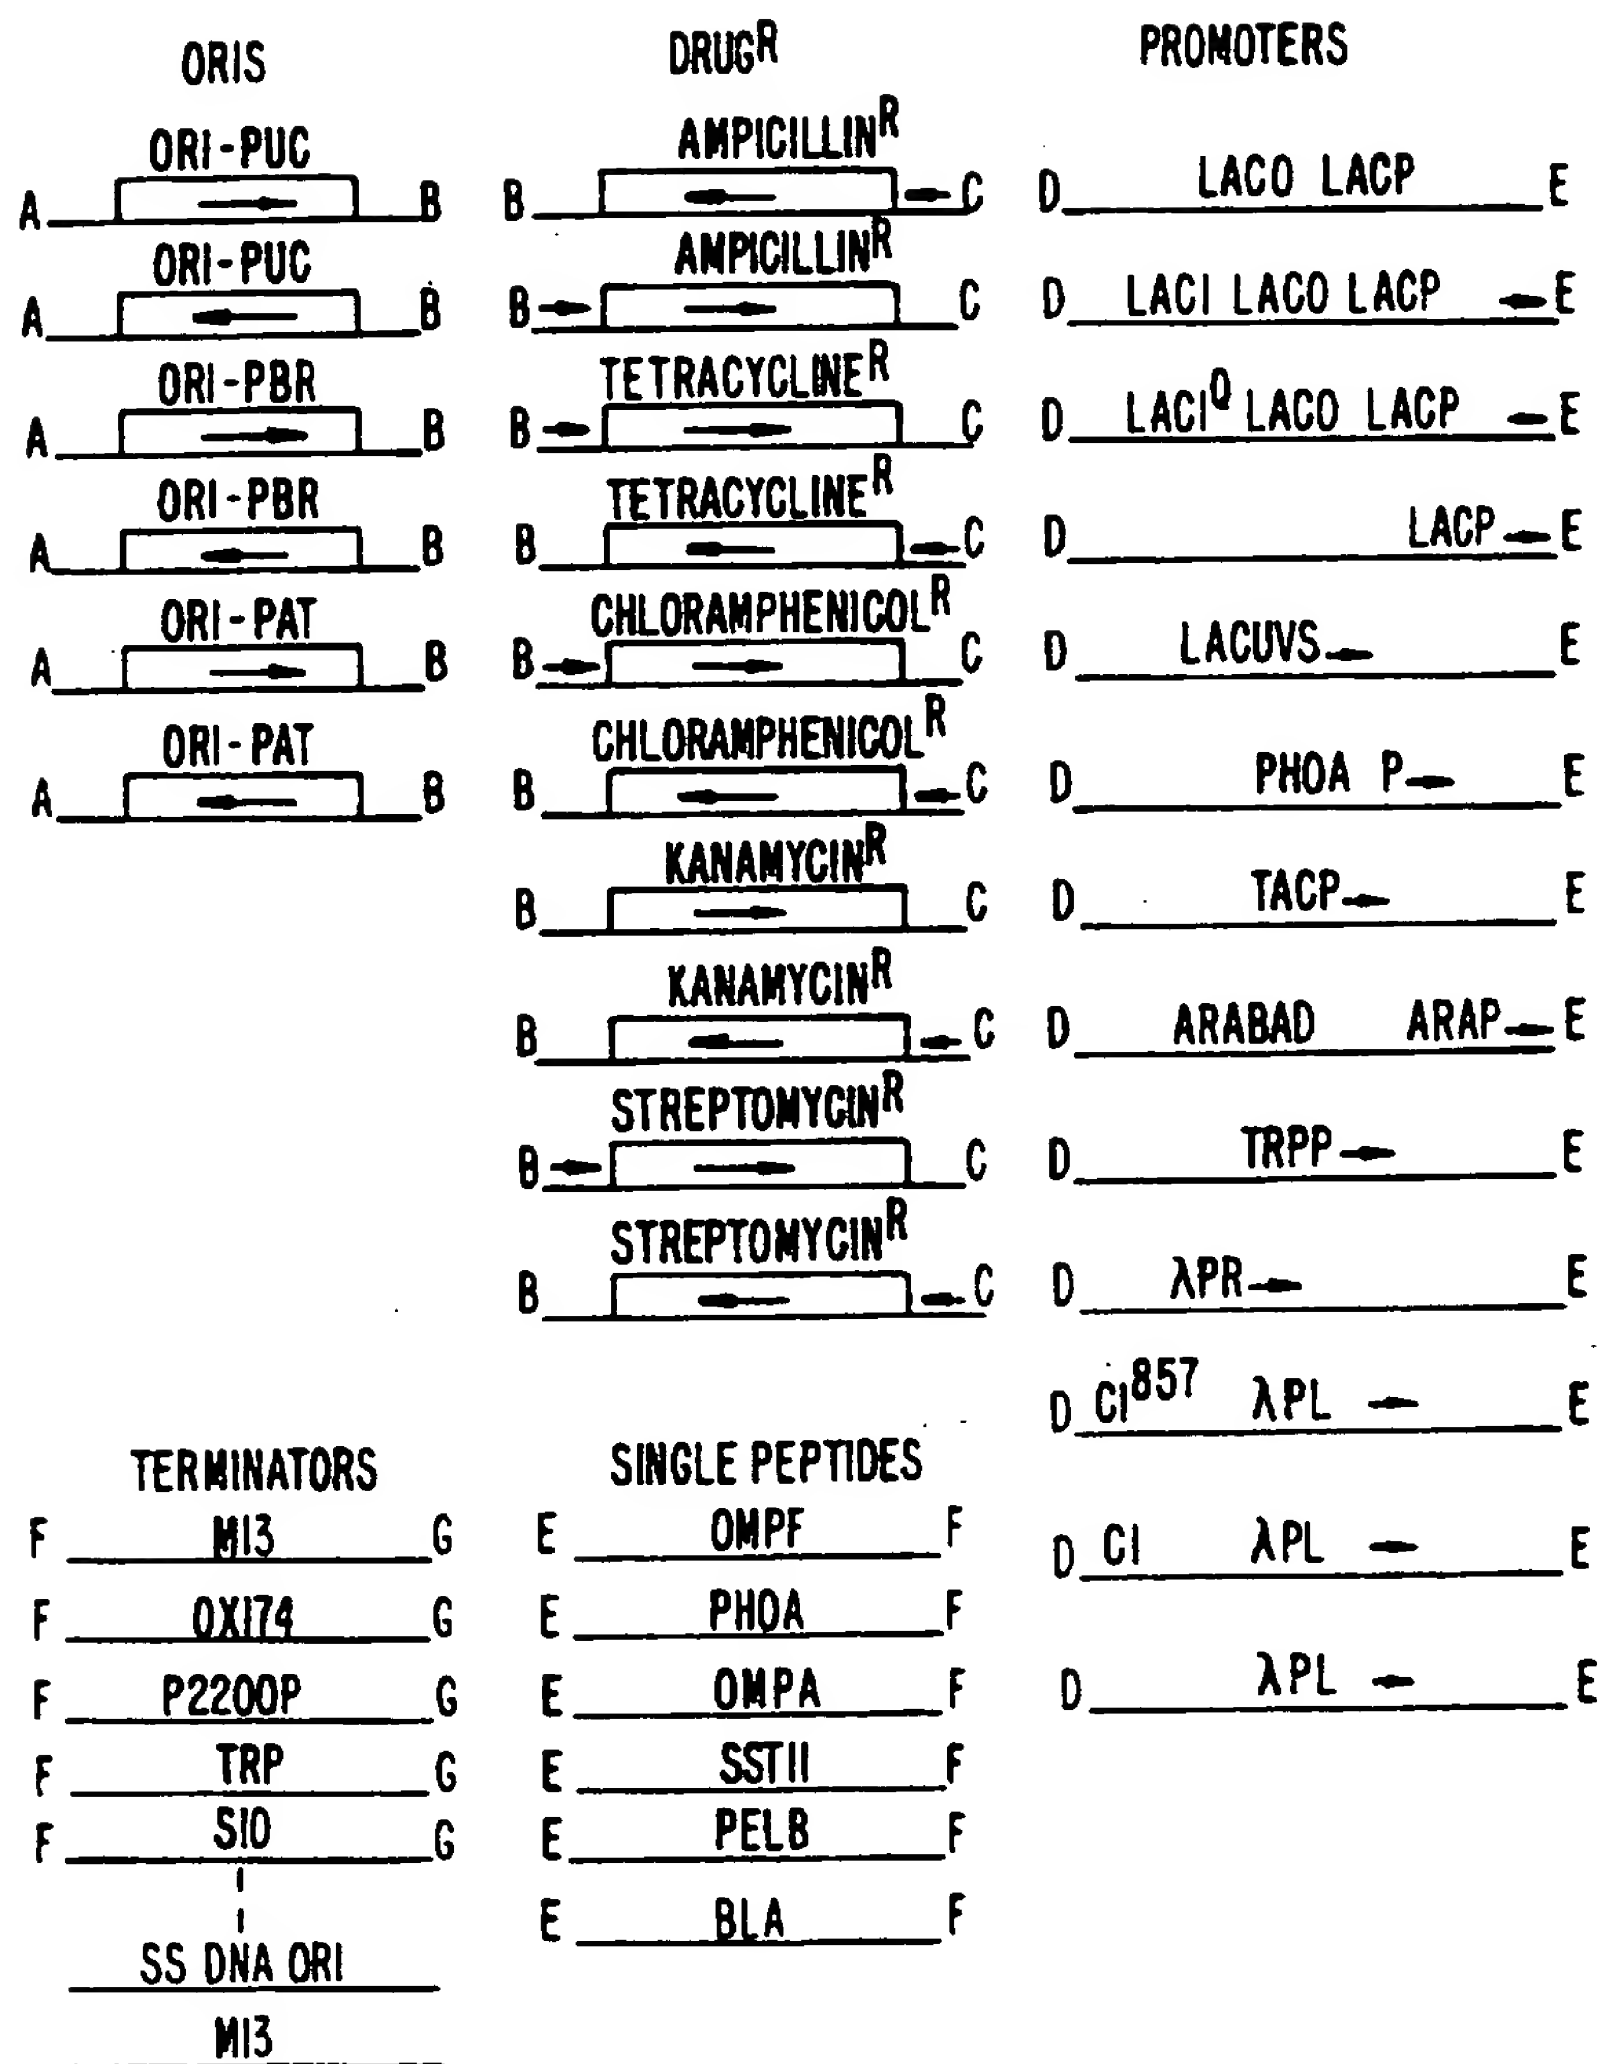 ORIS
ORI-PUC
A B
ORI-PUC
A B
ORI-PBR
A B
ORI-PBR
A B
ORI-PAT
A B
ORI-PAT
A B
DRUGR
AMPICILLINR
B C
AMPICILLINR
B C
TETRACYCLINER
B C
TETRACYCLINER
B C
CHLORAMPHENICOLR
B C
CHLORAMPHENICOLR
B C
KANAMYCINR
B C
KANAMYCINR
B C
STREPTOMYCINR
B C
STREPTOMYCINR
B C
PROMOTERS
D LACO LACP E
D LACI LACO LACP E
D LACIQ LACO LACP E
D LACP E
D LACUVS E
D PHOA P E
D TACP E
D ARABAD ARAP E
D TRPP E
D λPR E
D CI857 λPL E
D CI λPL E
D λPL E
TERMINATORS
F M13 G
F OX174 G
F P2200P G
F TRP G
F S10 G
SS DNA ORI
M13
SINGLE PEPTIDES
E OMPF F
E PHOA F
E OMPA F
E SSTII F
E PELB F
E BLA F